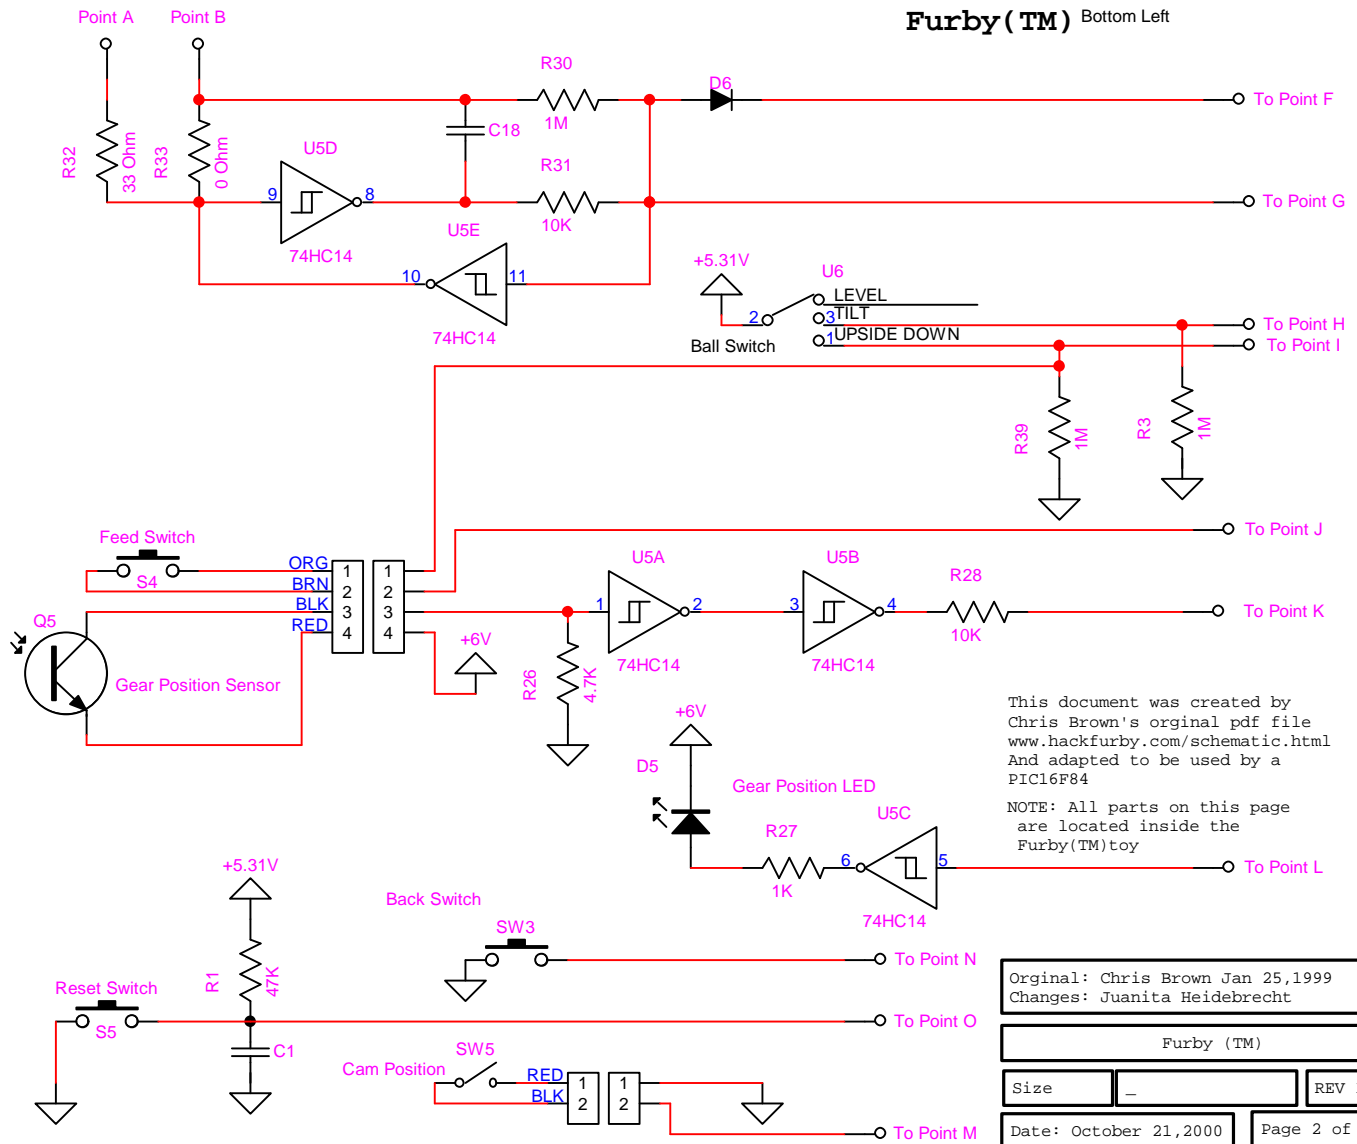 Point A
Point B
Furby(TM) Bottom Left
R30
1M
D6
To Point F
R32
33 Ohm
R33
0 Ohm
C18
U5D
9
8
74HC14
R31
10K
To Point G
U5E
10
11
74HC14
+5.31V
U6
LEVEL
2
3
TILT
1
UPSIDE DOWN
Ball Switch
To Point H
To Point I
R39
1M
R3
1M
Feed Switch
S4
ORG
BRN
BLK
RED
1
2
3
4
1
2
3
4
To Point J
U5A
1
2
74HC14
U5B
3
4
74HC14
R28
10K
To Point K
Q5
Gear Position Sensor
+6V
R26
4.7K
This document was created by
Chris Brown's orginal pdf file
www.hackfurby.com/schematic.html
And adapted to be used by a
PIC16F84
NOTE: All parts on this page
are located inside the
Furby(TM)toy
+6V
D5
Gear Position LED
R27
1K
U5C
6
5
74HC14
To Point L
+5.31V
R1
47K
Back Switch
SW3
To Point N
Reset Switch
S5
C1
To Point O
Cam Position
SW5
RED
BLK
1
2
1
2
To Point M
Orginal: Chris Brown Jan 25,1999
Changes: Juanita Heidebrecht
Furby (TM)
Size
_
REV
Date: October 21,2000
Page 2 of